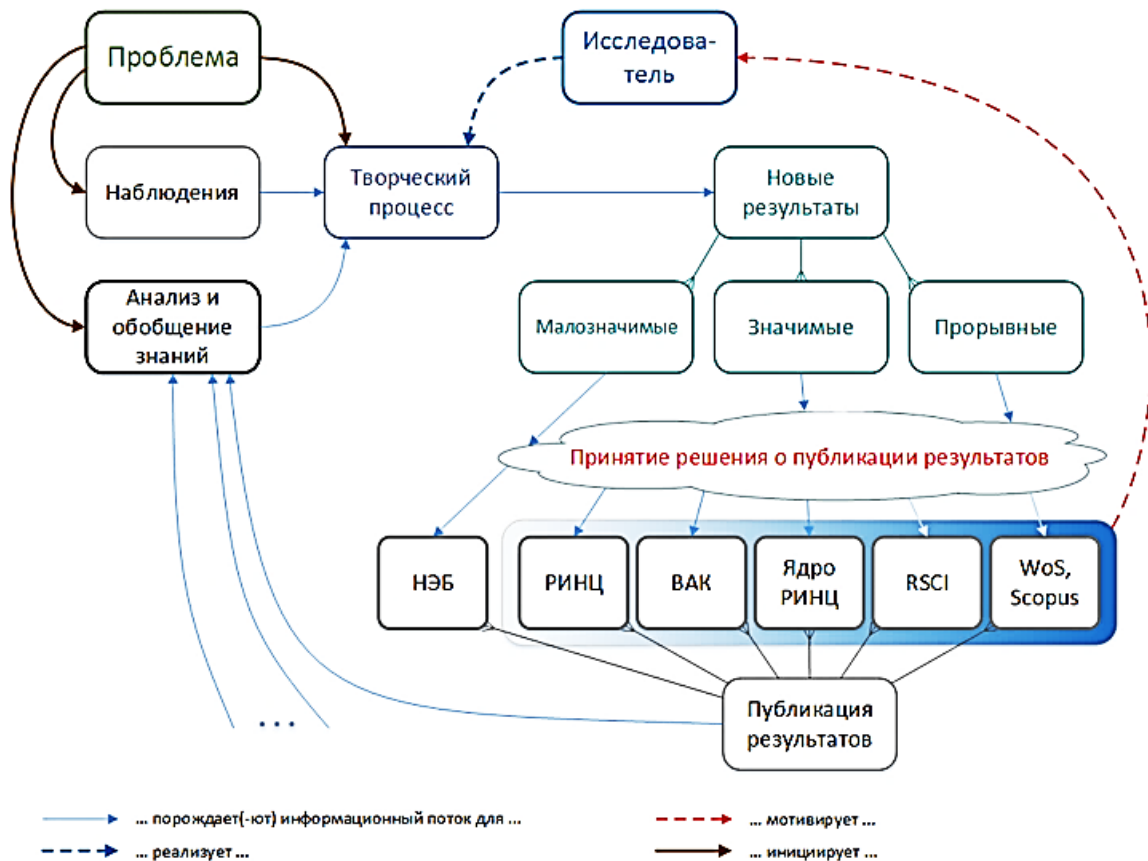 Проблема
Исследова-
тель
Наблюдения
Творческий
процесс
Новые
результаты
Анализ и
обобщение
знаний
Малозначимые
Значимые
Прорывные
Принятие решения о публикации результатов
НЭБ
РИНЦ
ВАК
Ядро
РИНЦ
RSCI
WoS,
Scopus
Публикация
результатов
...
... порождает(-ют) информационный поток для ...
... мотивирует ...
... реализует ...
... инициирует ...